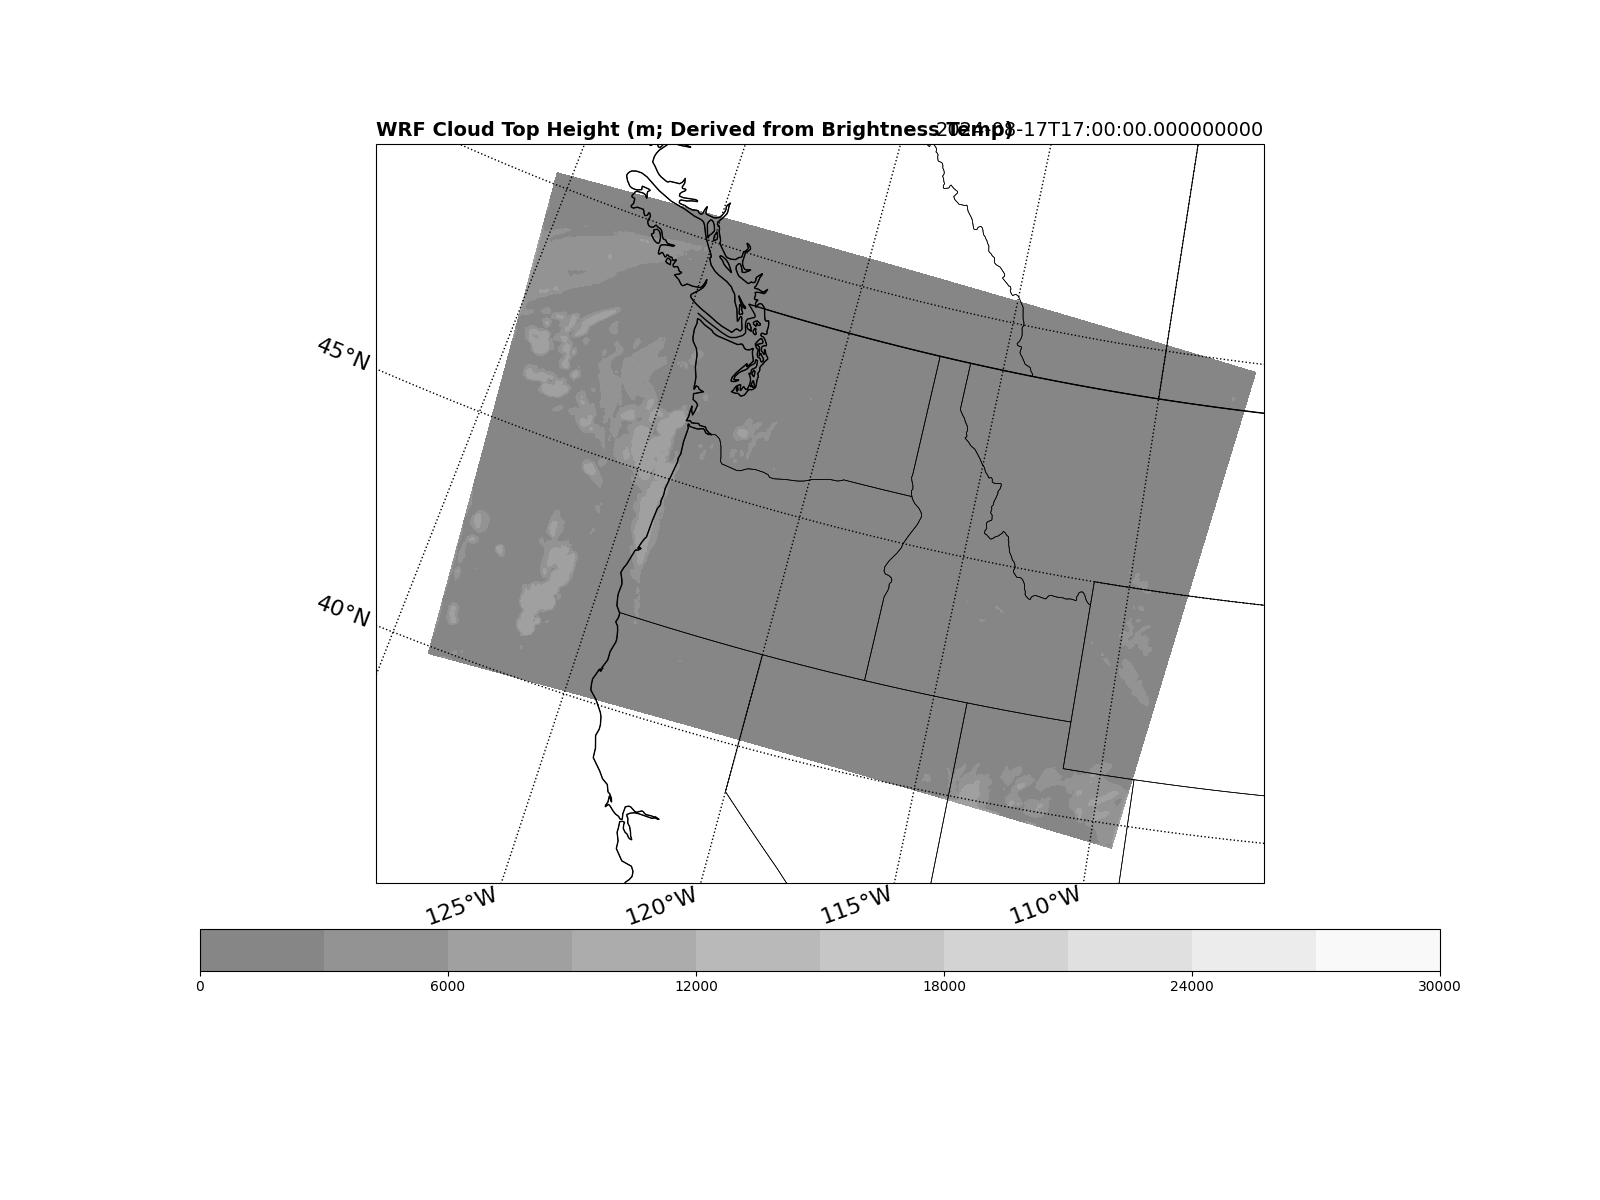 WRF Cloud Top Height (m; Derived from Brightness Temp) 2024-08-17T17:00:00.000000000
45°N
40°N
125°W 120°W 115°W 110°W
0 6000 12000 18000 24000 30000